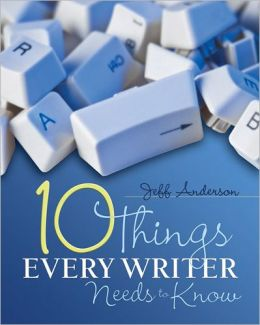 R
A
C#
Jeff Anderson
10 Things
EVERY WRITER
Needs to Know